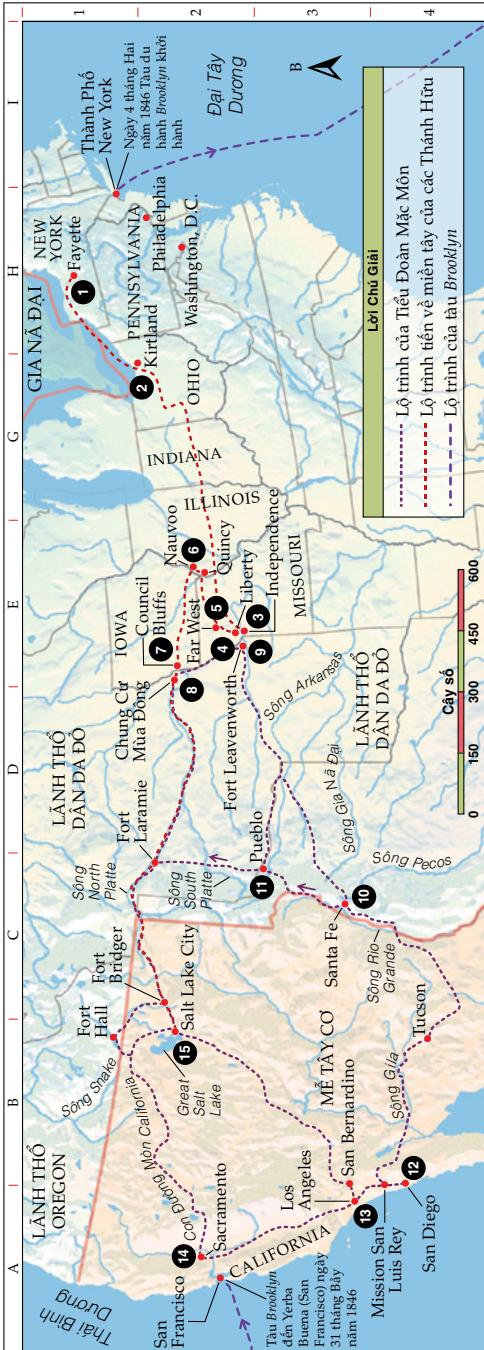 A
B
C
D
E
F
G
H
I
1
2
3
4
LÃNH THỔ
OREGON
Thái Bình
Dương
Sông Snake
Fort
Hall
Fort
Bridger
Sông
North
Platte
Fort
Laramie
LÃNH THỔ
DÂN DA ĐỎ
Chung Cư
Mùa Đông
Council
Bluffs
IOWA
7
8
Nauvoo
6
Quincy
Far West
5
Liberty
4
Independence
3
9
MISSOURI
Fort Leavenworth
ILLINOIS
INDIANA
OHIO
GIA NÃ ĐẠI
2
Kirtland
PENNSYLVANIA
1
NEW
YORK
Fayette
Philadelphia
Washington, D.C.
Thành Phố
New York
Ngày 4 tháng Hai
năm 1846 Tàu du
hành Brooklyn khởi
hành
Đại Tây
Dương
B
Con Đường Mòn California
Great
Salt
Lake
15
Salt Lake City
Sông
South
Platte
Pueblo
11
Sông Arkansas
LÃNH THỔ
DÂN DA ĐỎ
Sông Gia Nã Đại
Sông Pecos
10
Santa Fe
Sông Rio
Grande
MỄ TÂY CƠ
Tucson
Sông Gila
San Bernardino
Los
Angeles
13
Mission San
Luis Rey
12
San Diego
14
Sacramento
San
Francisco
CALIFORNIA
Tàu Brooklyn
đến Yerba
Buena (San
Francisco) ngày
31 tháng Bảy
năm 1846
Cây số
0
150
300
450
600
Lời Chú Giải
Lộ trình của Tiểu Đoàn Mặc Môn
Lộ trình tiến về miền tây của các Thánh Hữu
Lộ trình của tàu Brooklyn